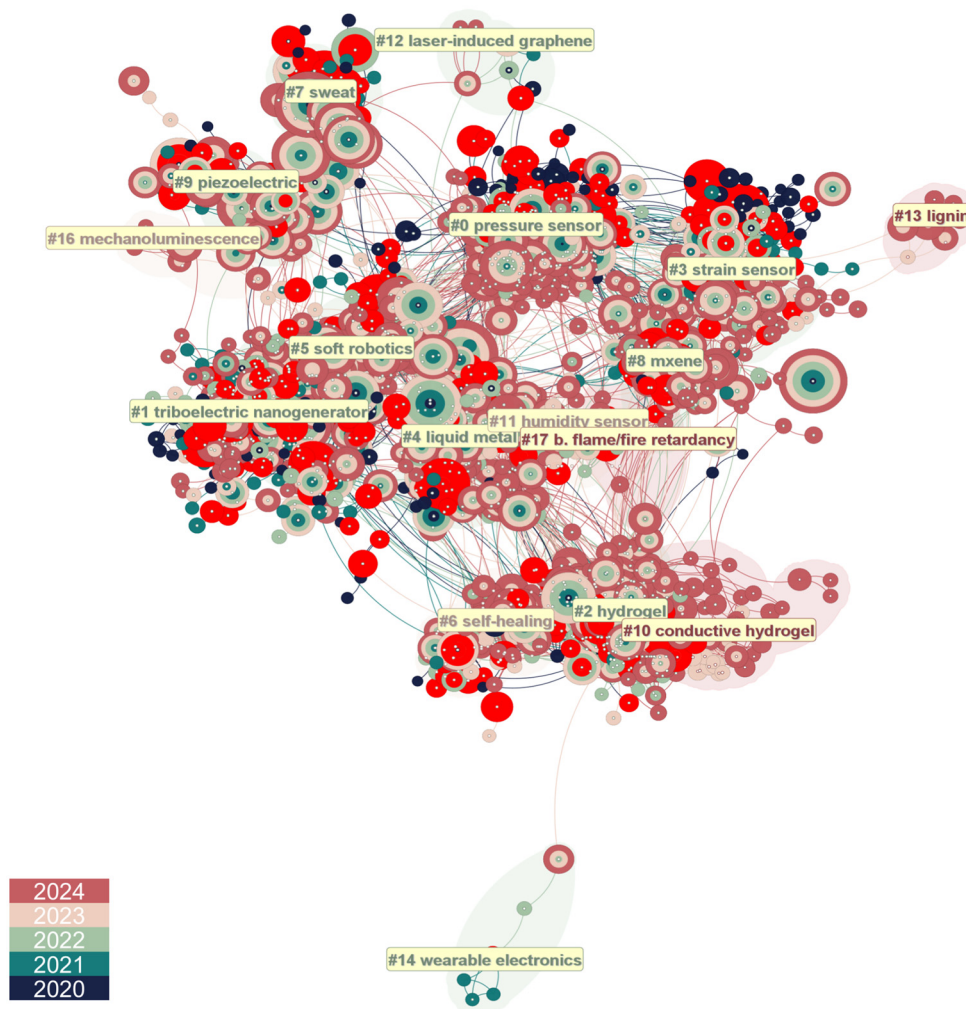 #12 laser-induced graphene
#7 sweat
#9 piezoelectric
#13 lignin
#0 pressure sensor
#16 mechanoluminescence
#3 strain sensor
#5 soft robotics
#8 mxene
#1 triboelectric nanogenerator
#11 humidity sensor
#4 liquid metal
#17 b. flame/fire retardancy
#2 hydrogel
#6 self-healing
#10 conductive hydrogel
2024
2023
2022
2021
2020
#14 wearable electronics